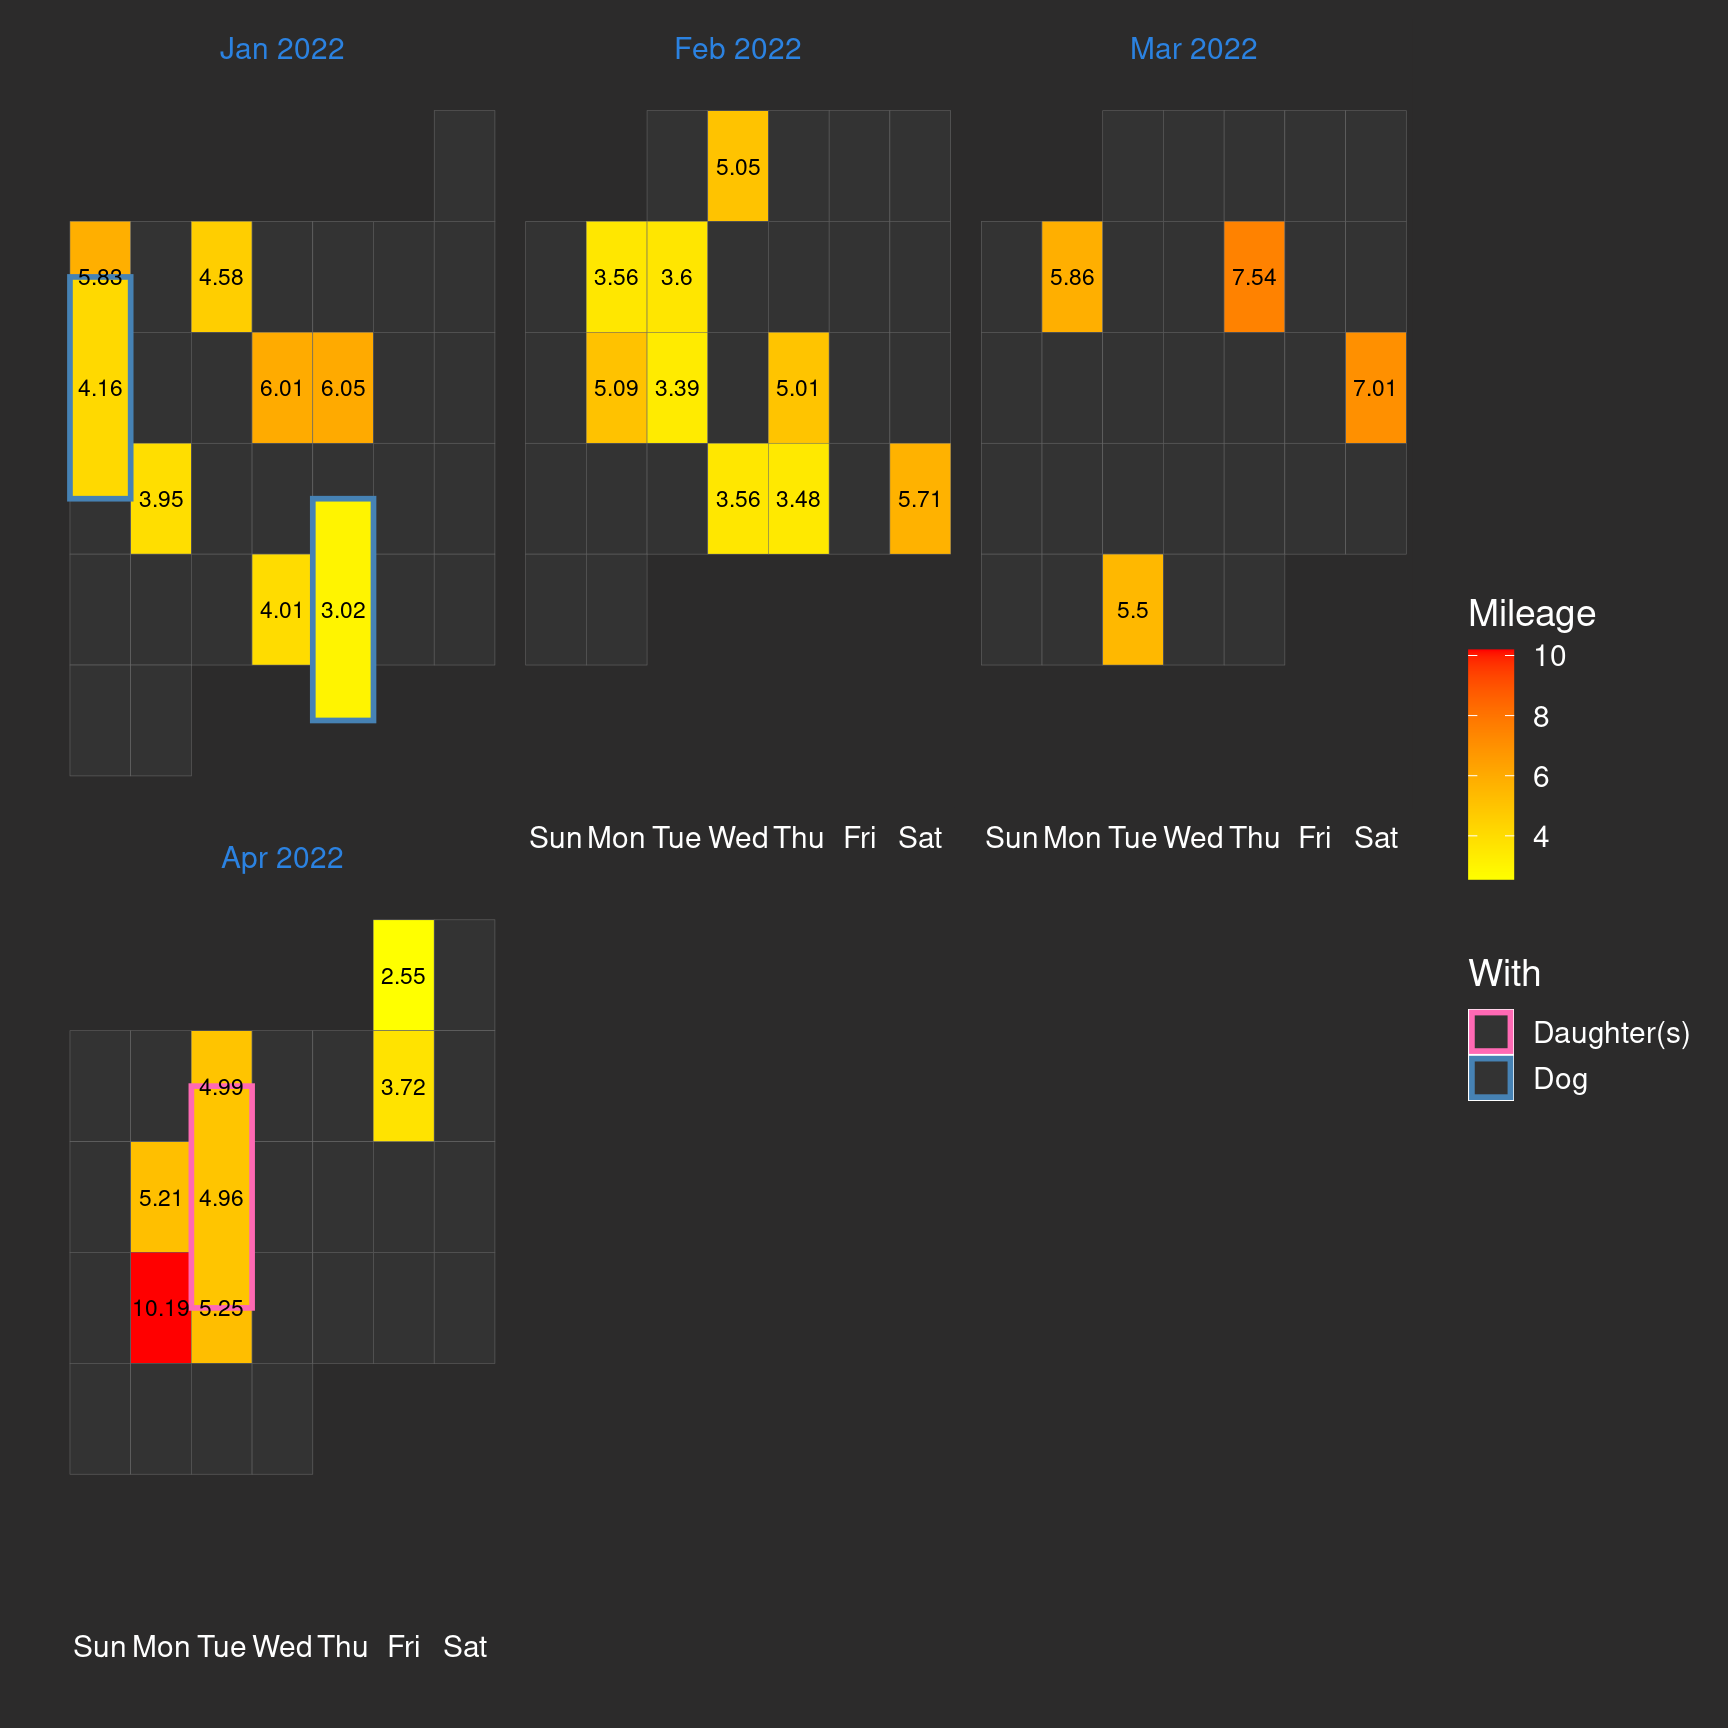 Jan 2022
Feb 2022
Mar 2022
5.05
5.83 4.58
3.56 3.6
5.86 7.54
4.16 6.01 6.05
5.09 3.39 5.01
7.01
3.95
3.56 3.48 5.71
4.01 3.02
5.5
Sun Mon Tue Wed Thu Fri Sat
Sun Mon Tue Wed Thu Fri Sat
Apr 2022
2.55
4.99 3.72
5.21 4.96
10.19 5.25
Sun Mon Tue Wed Thu Fri Sat
Mileage
10
8
6
4
With
Daughter(s)
Dog